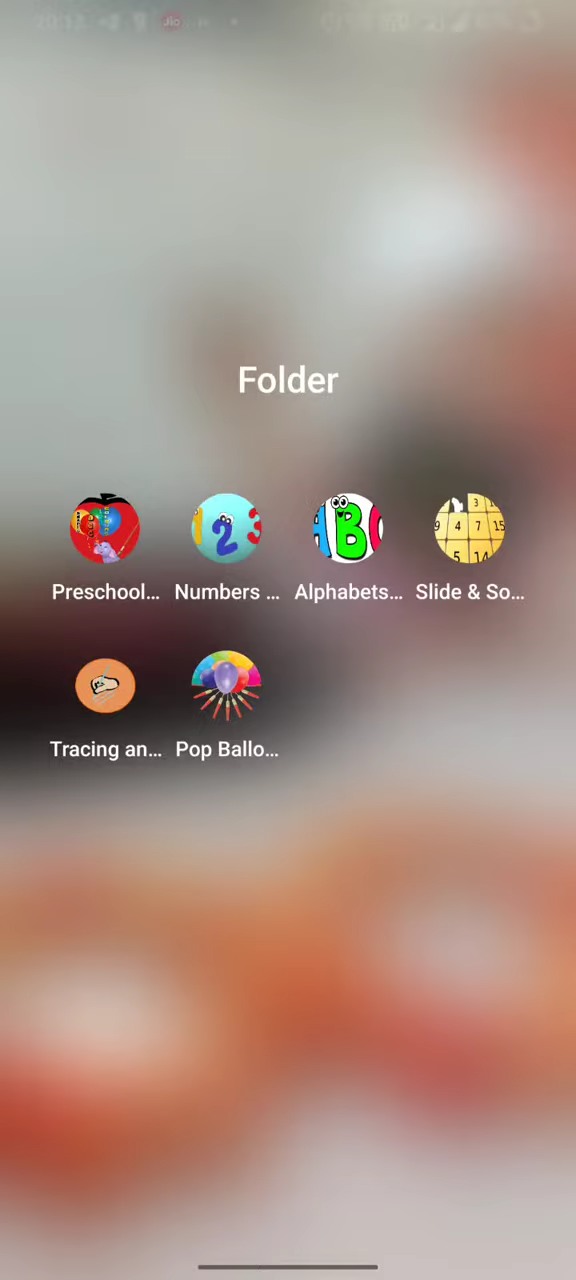 Folder
Preschool...
Numbers ...
Alphabets...
Slide & So...
Tracing an...
Pop Ballo...